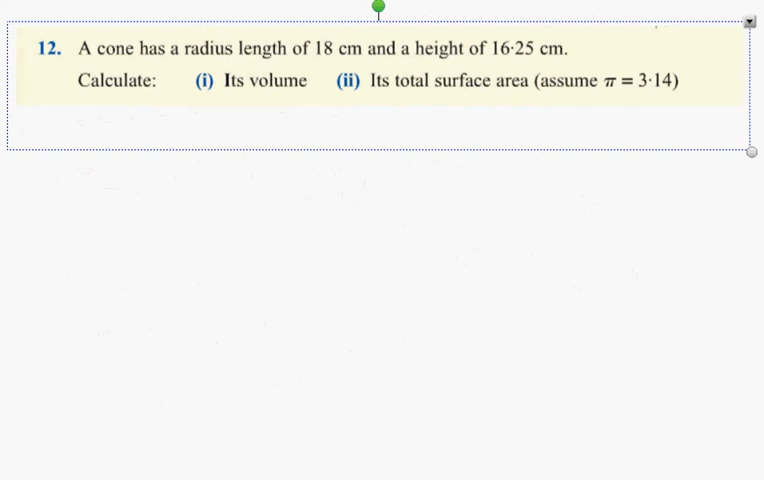 12. A cone has a radius length of 18 cm and a height of 16·25 cm.
Calculate: (i) Its volume (ii) Its total surface area (assume π = 3·14)